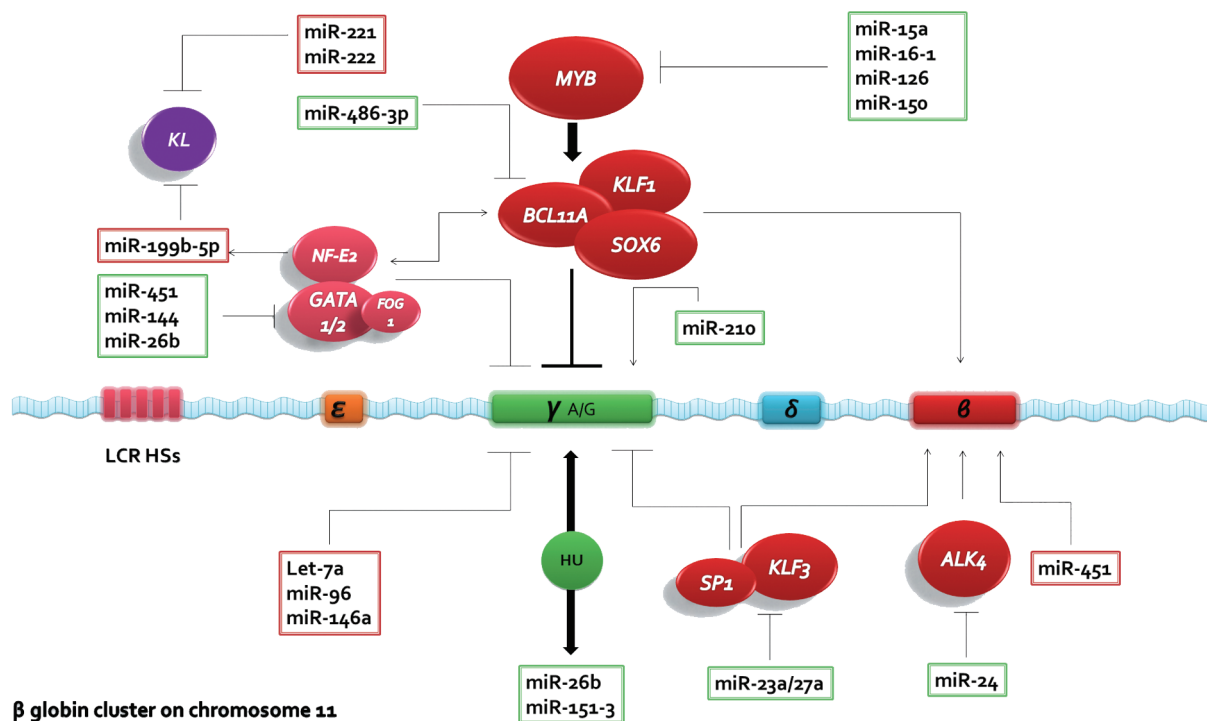 miR-221
miR-222
miR-15a
miR-16-1
miR-126
miR-150
MYB
miR-486-3p
KL
KLF1
BCL11A
SOX6
miR-199b-5p
NF-E2
miR-451
miR-144
miR-26b
GATA
1/2
FOG
1
miR-210
ε
γ A/G
δ
β
LCR HSs
HU
Let-7a
miR-96
miR-146a
SP1
KLF3
ALK4
miR-451
miR-26b
miR-151-3
miR-23a/27a
miR-24
β globin cluster on chromosome 11